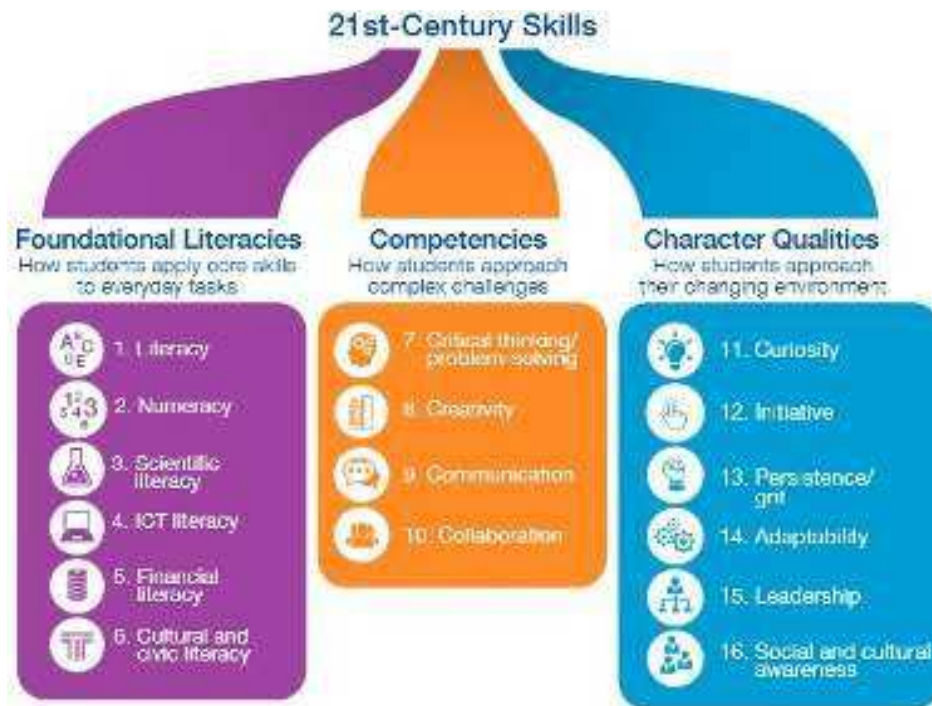 21st-Century Skills
Foundational Literacies
How students apply core skills
to everyday tasks
1. Literacy
2. Numeracy
3. Scientific
literacy
4. ICT literacy
5. Financial
literacy
6. Cultural and
civic literacy
Competencies
How students approach
complex challenges
7. Critical thinking/
problem-solving
8. Creativity
9. Communication
10. Collaboration
Character Qualities
How students approach
their changing environment
11. Curiosity
12. Initiative
13. Persistence/
grit
14. Adaptability
15. Leadership
16. Social and cultural
awareness